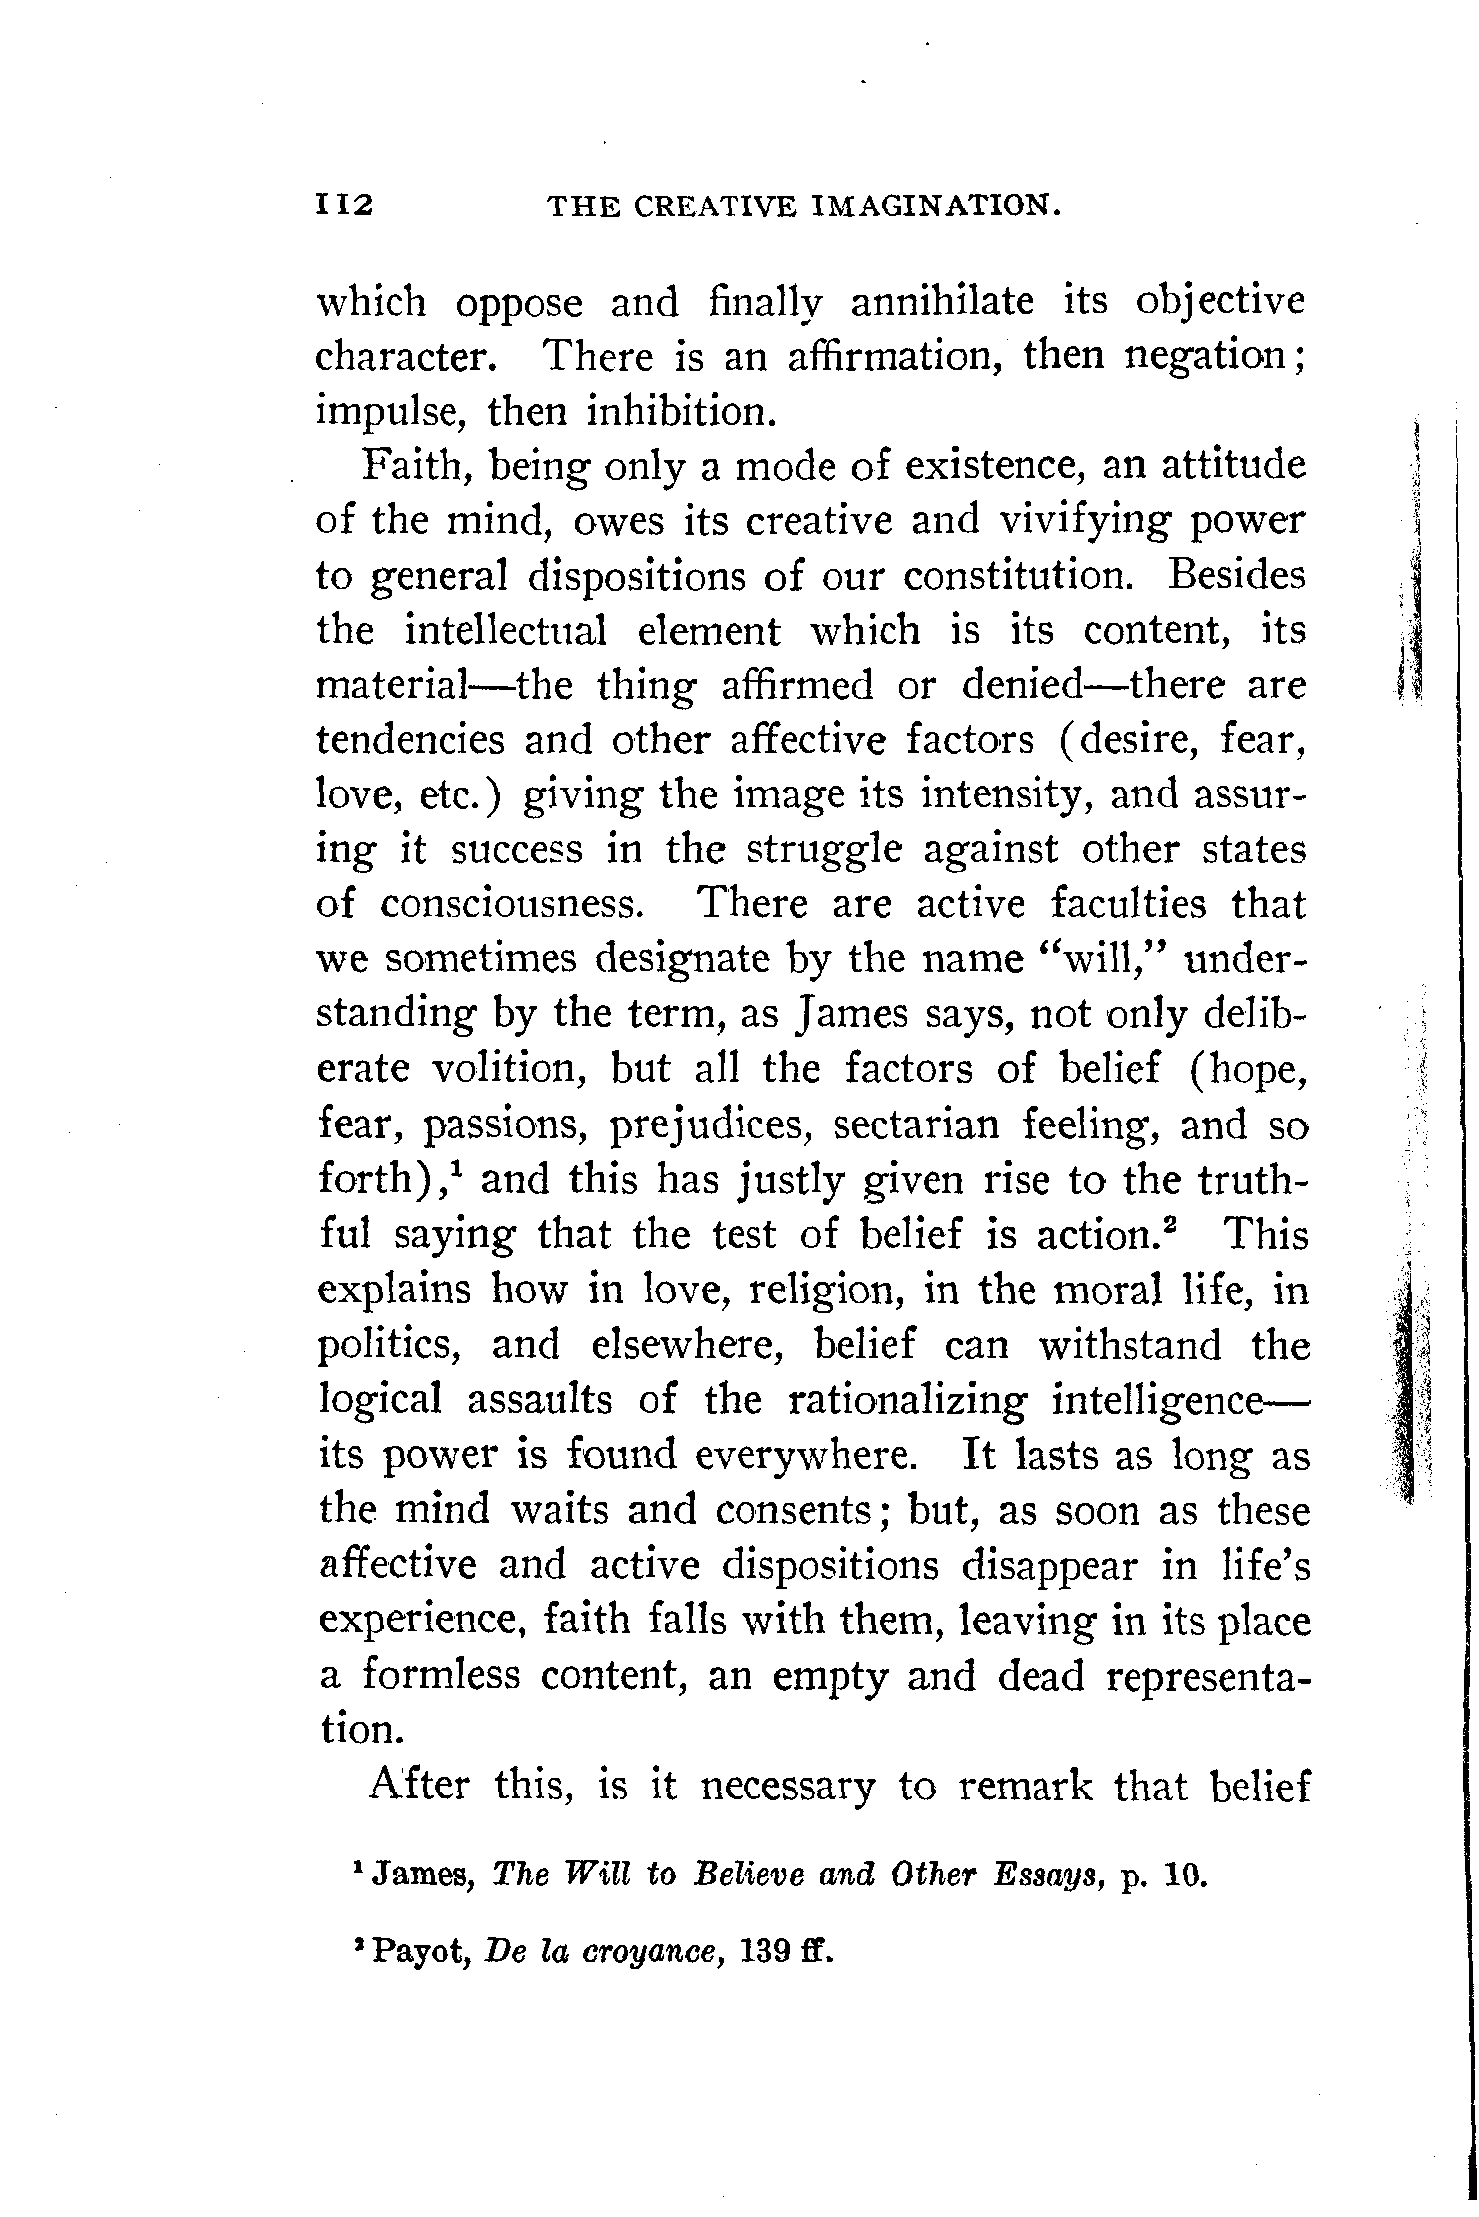 112 THE CREATIVE IMAGINATION.
which oppose and finally annihilate its objective
character. There is an affirmation, then negation;
impulse, then inhibition.
Faith, being only a mode of existence, an attitude
of the mind, owes its creative and vivifying power
to general dispositions of our constitution. Besides
the intellectual element which is its content, its
material—the thing affirmed or denied—there are
tendencies and other affective factors (desire, fear,
love, etc.) giving the image its intensity, and assur-
ing it success in the struggle against other states
of consciousness. There are active faculties that
we sometimes designate by the name “will,” under-
standing by the term, as James says, not only delib-
erate volition, but all the factors of belief (hope,
fear, passions, prejudices, sectarian feeling, and so
forth),¹ and this has justly given rise to the truth-
ful saying that the test of belief is action.² This
explains how in love, religion, in the moral life, in
politics, and elsewhere, belief can withstand the
logical assaults of the rationalizing intelligence—
its power is found everywhere. It lasts as long as
the mind waits and consents; but, as soon as these
affective and active dispositions disappear in life’s
experience, faith falls with them, leaving in its place
a formless content, an empty and dead representa-
tion.
After this, is it necessary to remark that belief
¹ James, The Will to Believe and Other Essays, p. 10.
² Payot, De la croyance, 139 ff.